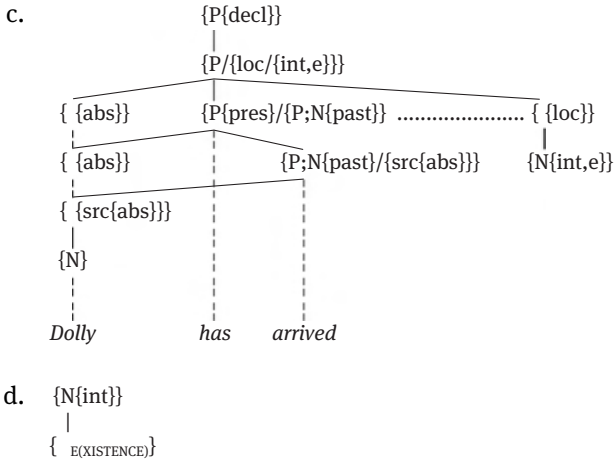 c. {P{decl}}
{P/{loc/{int,e}}}
{ {abs}} {P{pres}/{P;N{past}} ........................ { {loc}}
{ {abs}} {P;N{past}/{src{abs}}} {N{int,e}}
{ {src{abs}}}
{N}
Dolly has arrived
d. {N{int}}
{ E(XISTENCE)}